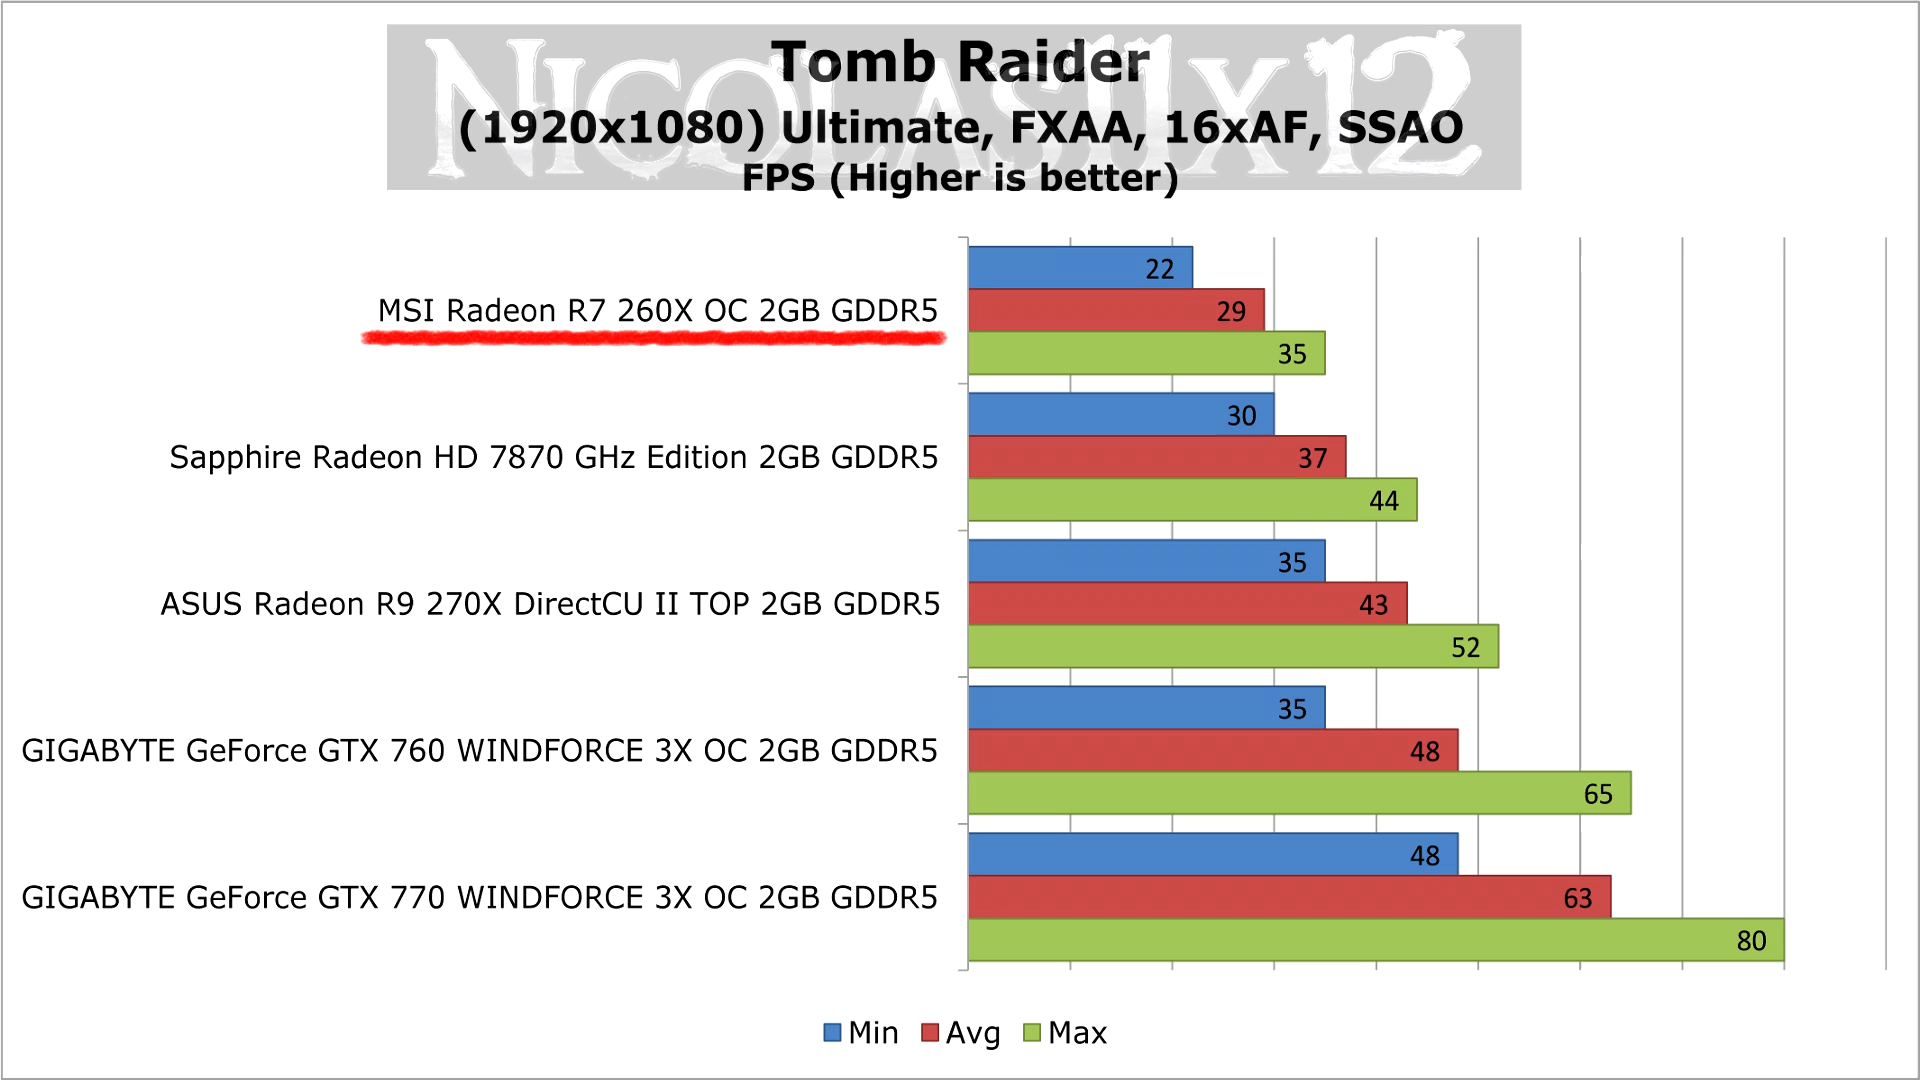 NICOLAS11X12
Tomb Raider
(1920x1080) Ultimate, FXAA, 16xAF, SSAO
FPS (Higher is better)
MSI Radeon R7 260X OC 2GB GDDR5
22
29
35
Sapphire Radeon HD 7870 GHz Edition 2GB GDDR5
30
37
44
ASUS Radeon R9 270X DirectCU II TOP 2GB GDDR5
35
43
52
GIGABYTE GeForce GTX 760 WINDFORCE 3X OC 2GB GDDR5
35
48
65
GIGABYTE GeForce GTX 770 WINDFORCE 3X OC 2GB GDDR5
48
63
80
Min Avg Max